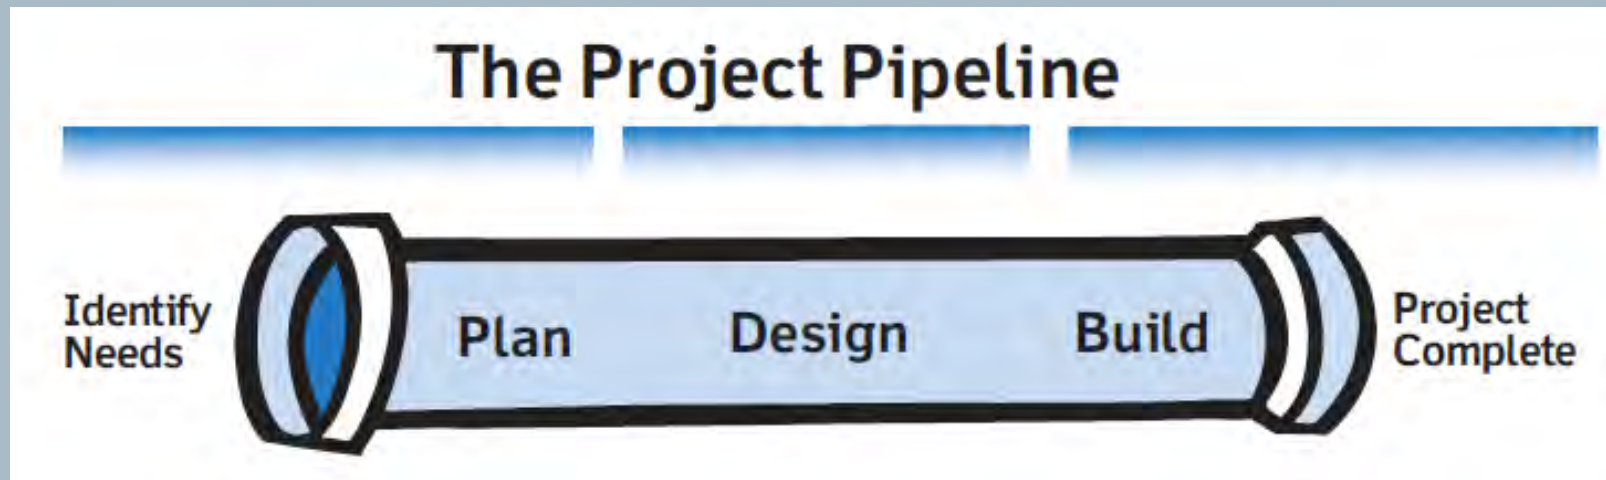 The Project Pipeline
Identify
Needs
Plan
Design
Build
Project
Complete